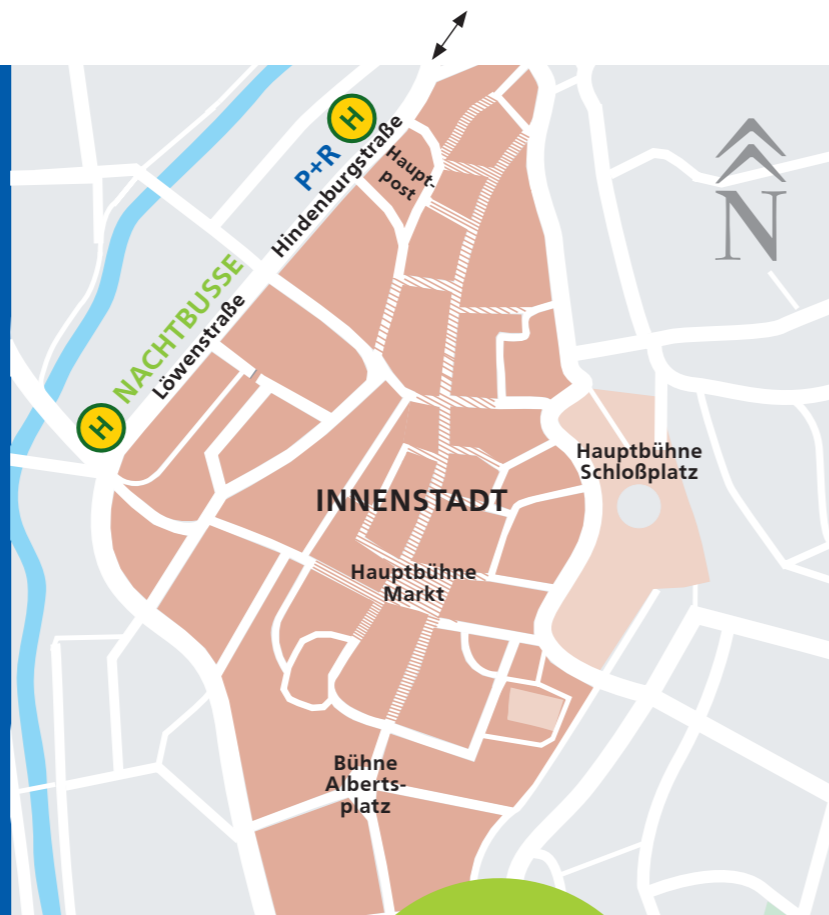 H
P+R
Hindenburgstraße
Haupt-
post
N
NACHTBUSSE
Löwenstraße
H
Hauptbühne
Schloßplatz
INNENSTADT
Hauptbühne
Markt
Bühne
Alberts-
platz